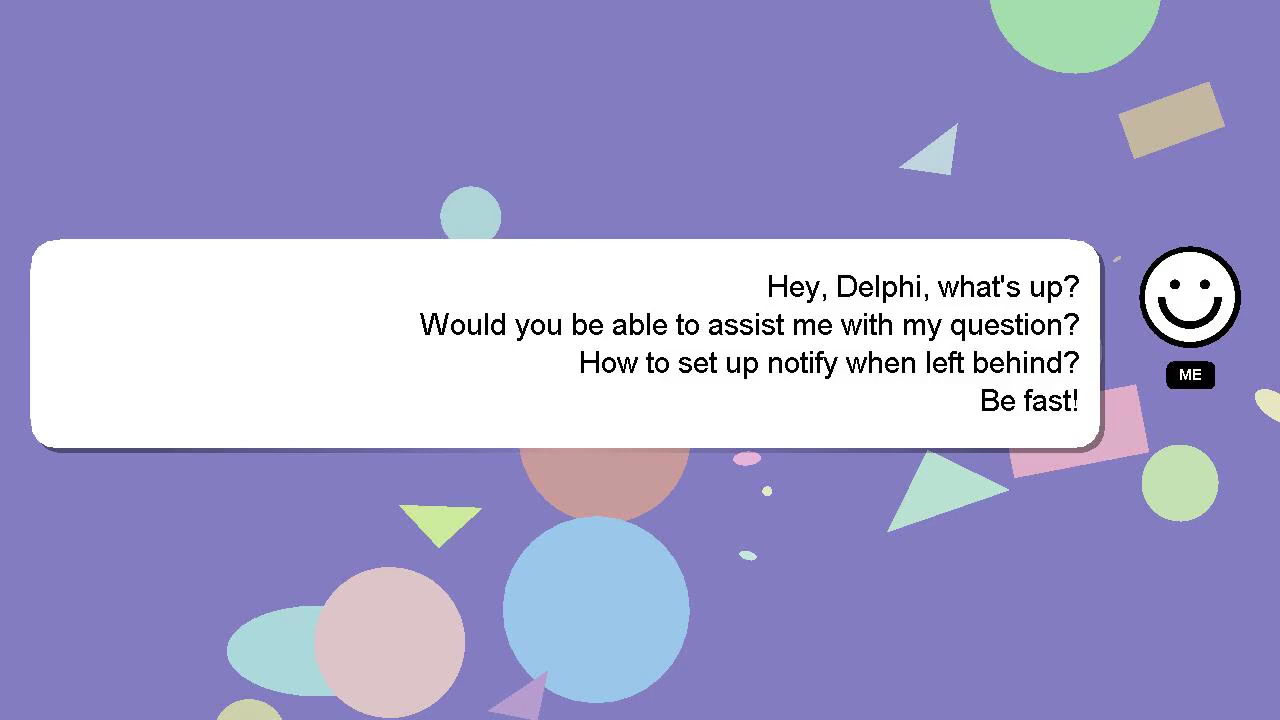 Hey, Delphi, what's up?
Would you be able to assist me with my question?
How to set up notify when left behind?
Be fast!
ME